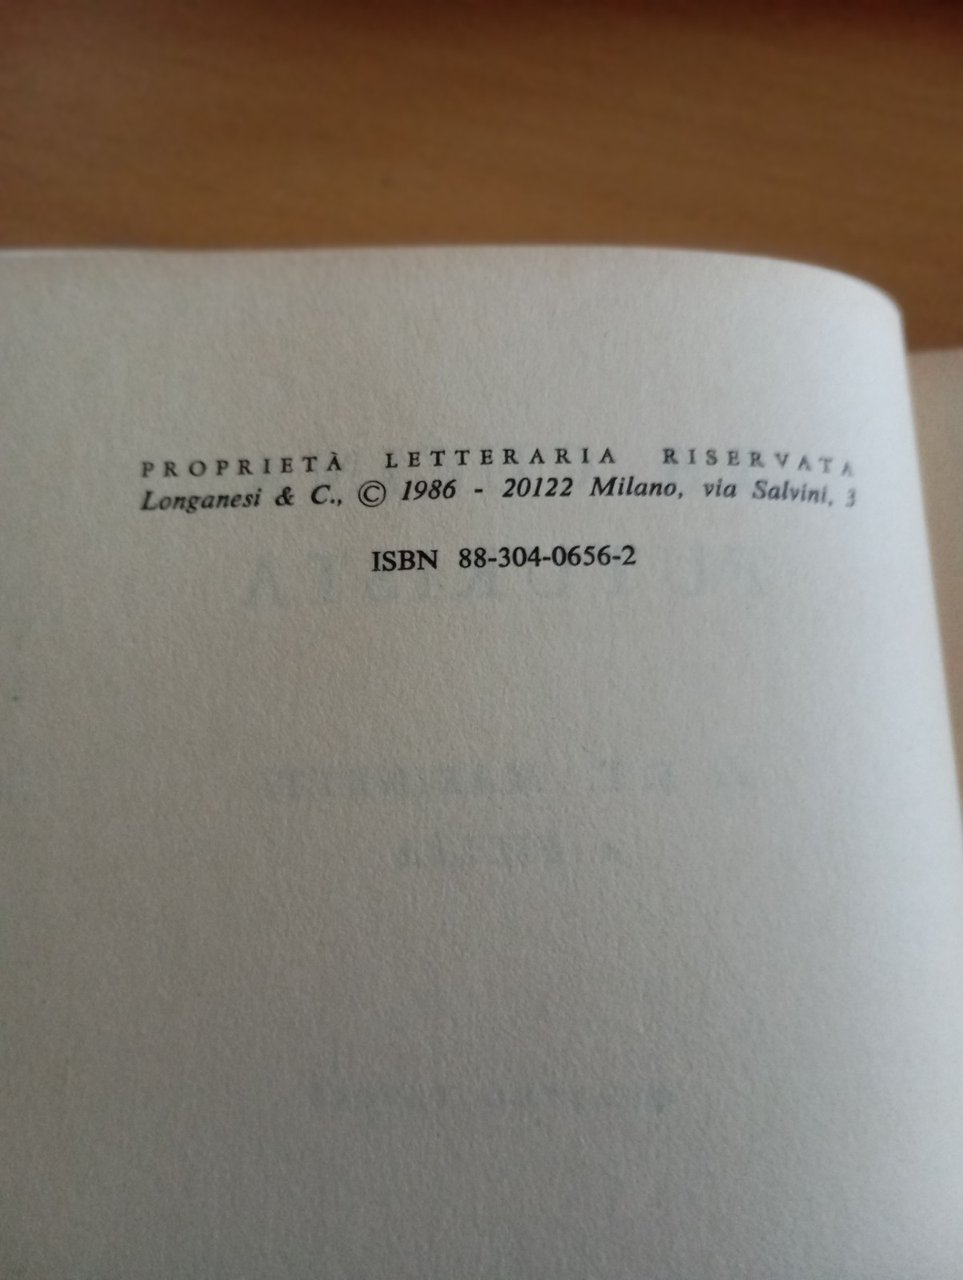 PROPRIETÀ LETTERARIA RISERVATA
Longanesi & C., © 1986 - 20122 Milano, via Salvini, 3
ISBN 88-304-0656-2